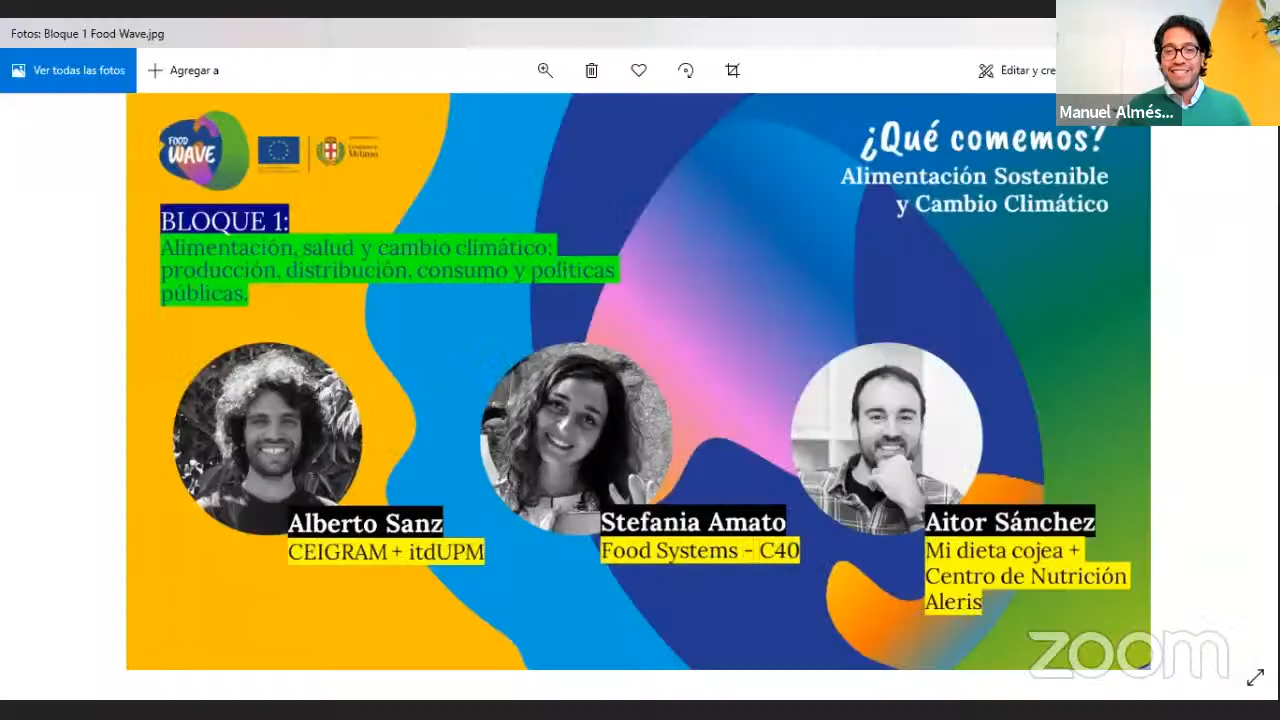 Fotos: Bloque 1 Food Wave.jpg
Ver todas las fotos
Agregar a
Editar y cre
Manuel Almés...
FOOD
WAVE
Milano
¿Qué comemos?
Alimentación Sostenible
y Cambio Climático
BLOQUE 1:
Alimentación, salud y cambio climático:
producción, distribución, consumo y políticas
públicas.
Alberto Sanz
CEIGRAM + itdUPM
Stefania Amato
Food Systems - C40
Aitor Sánchez
Mi dieta cojea +
Centro de Nutrición
Aleris
zoom